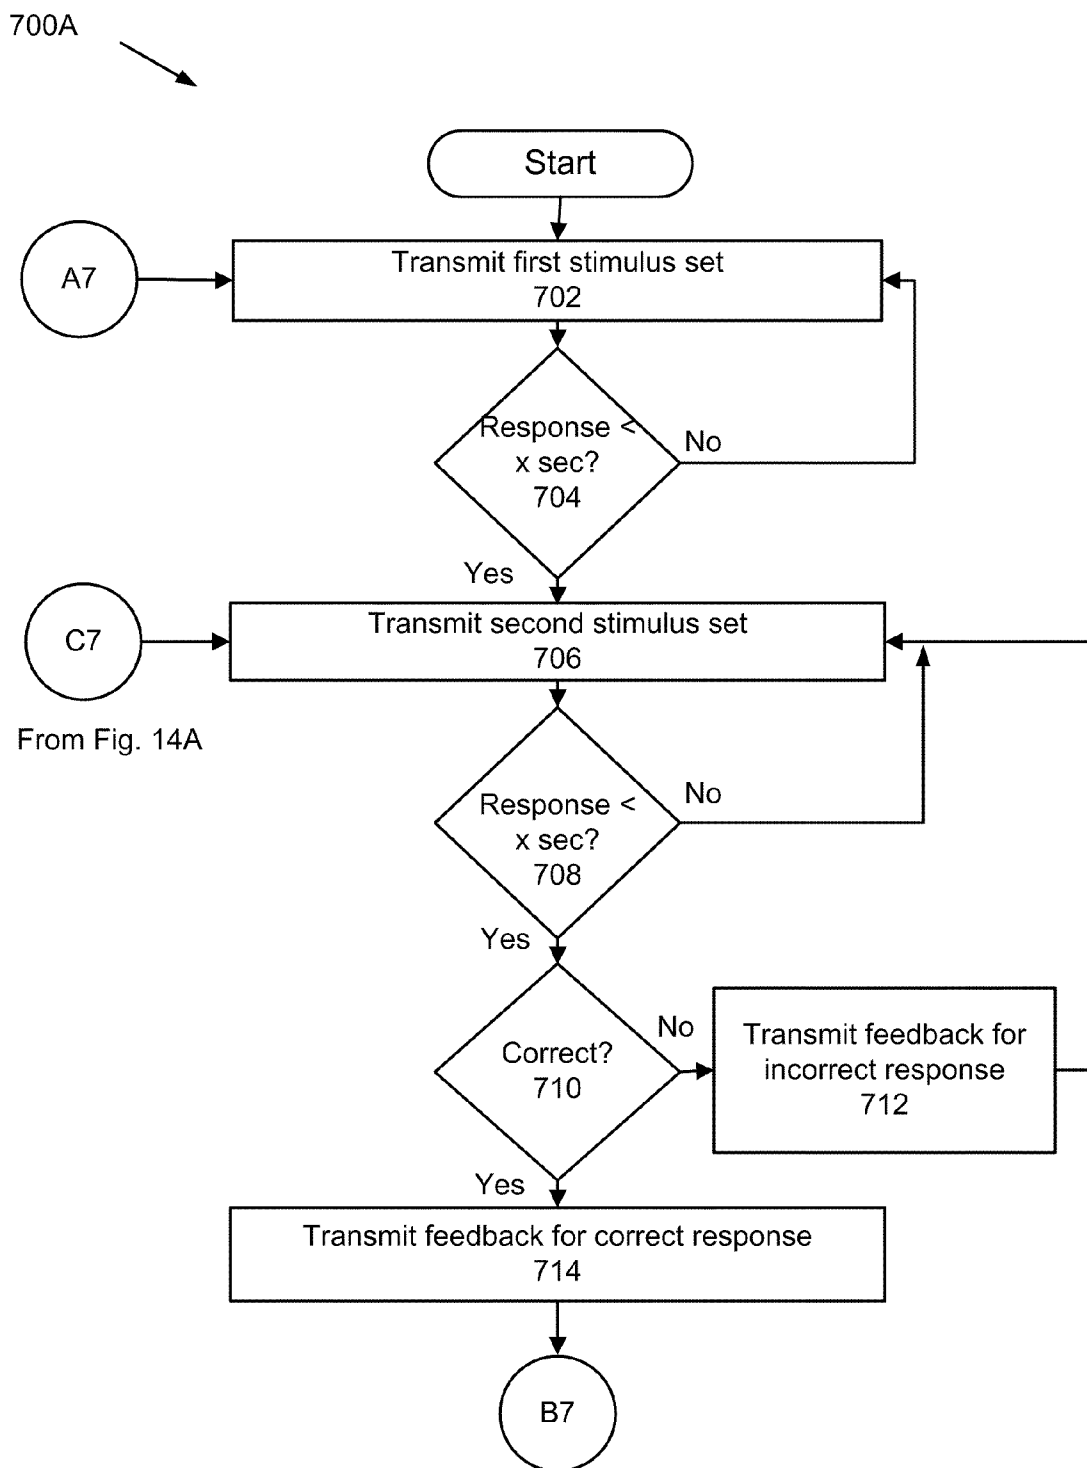 700A
Start
A7
Transmit first stimulus set
702
Response <
x sec?
704
No
Yes
C7
Transmit second stimulus set
706
From Fig. 14A
Response <
x sec?
708
No
Yes
Correct?
710
No
Transmit feedback for
incorrect response
712
Yes
Transmit feedback for correct response
714
B7